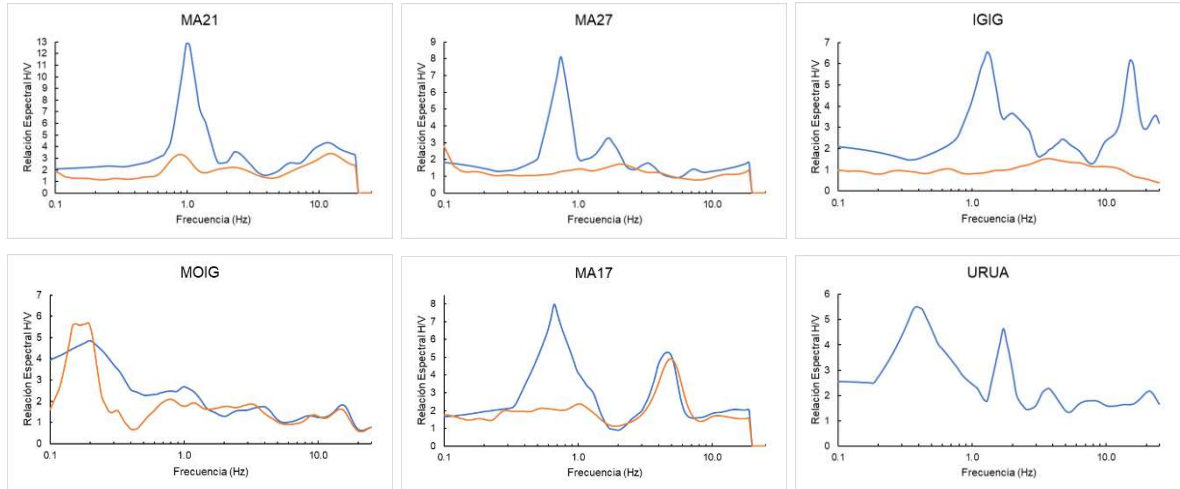 MA21
Relación Espectral H/V
13
12
11
10
9
8
7
6
5
4
3
2
1
0
0.1 1.0 10.0
Frecuencia (Hz)
MA27
Relación Espectral H/V
9
8
7
6
5
4
3
2
1
0
0.1 1.0 10.0
Frecuencia (Hz)
IGIG
Relación Espectral H/V
7
6
5
4
3
2
1
0
0.1 1.0 10.0
Frecuencia (Hz)
MOIG
Relación Espectral H/V
7
6
5
4
3
2
1
0
0.1 1.0 10.0
Frecuencia (Hz)
MA17
Relación Espectral H/V
8
7
6
5
4
3
2
1
0
0.1 1.0 10.0
Frecuencia (Hz)
URUA
Relación Espectral H/V
6
5
4
3
2
1
0
0.1 1.0 10.0
Frecuencia (Hz)